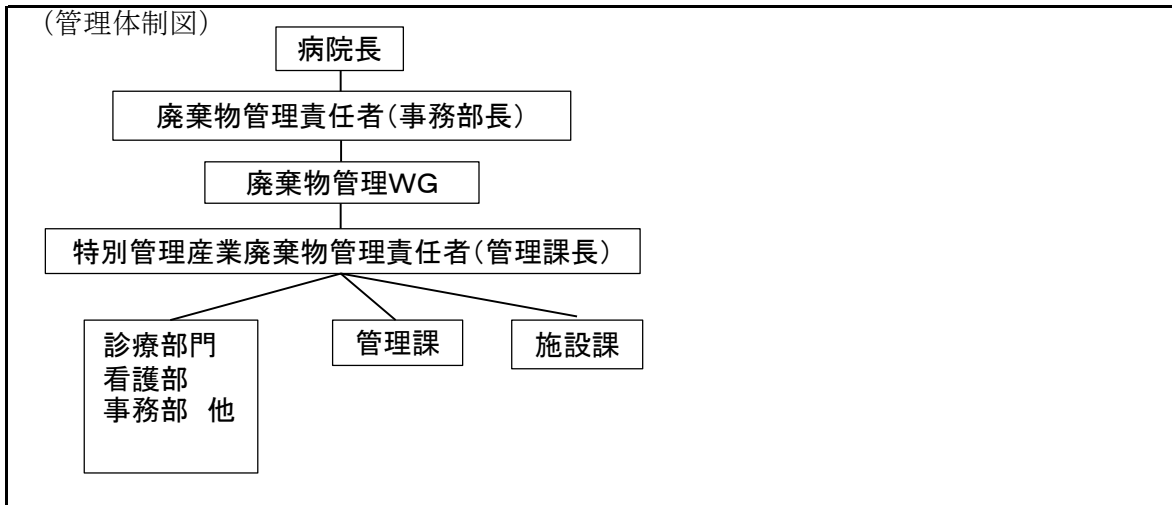 （管理体制図）
病院長
廃棄物管理責任者（事務部長）
廃棄物管理ＷＧ
特別管理産業廃棄物管理責任者（管理課長）
診療部門
看護部
事務部　他
管理課
施設課